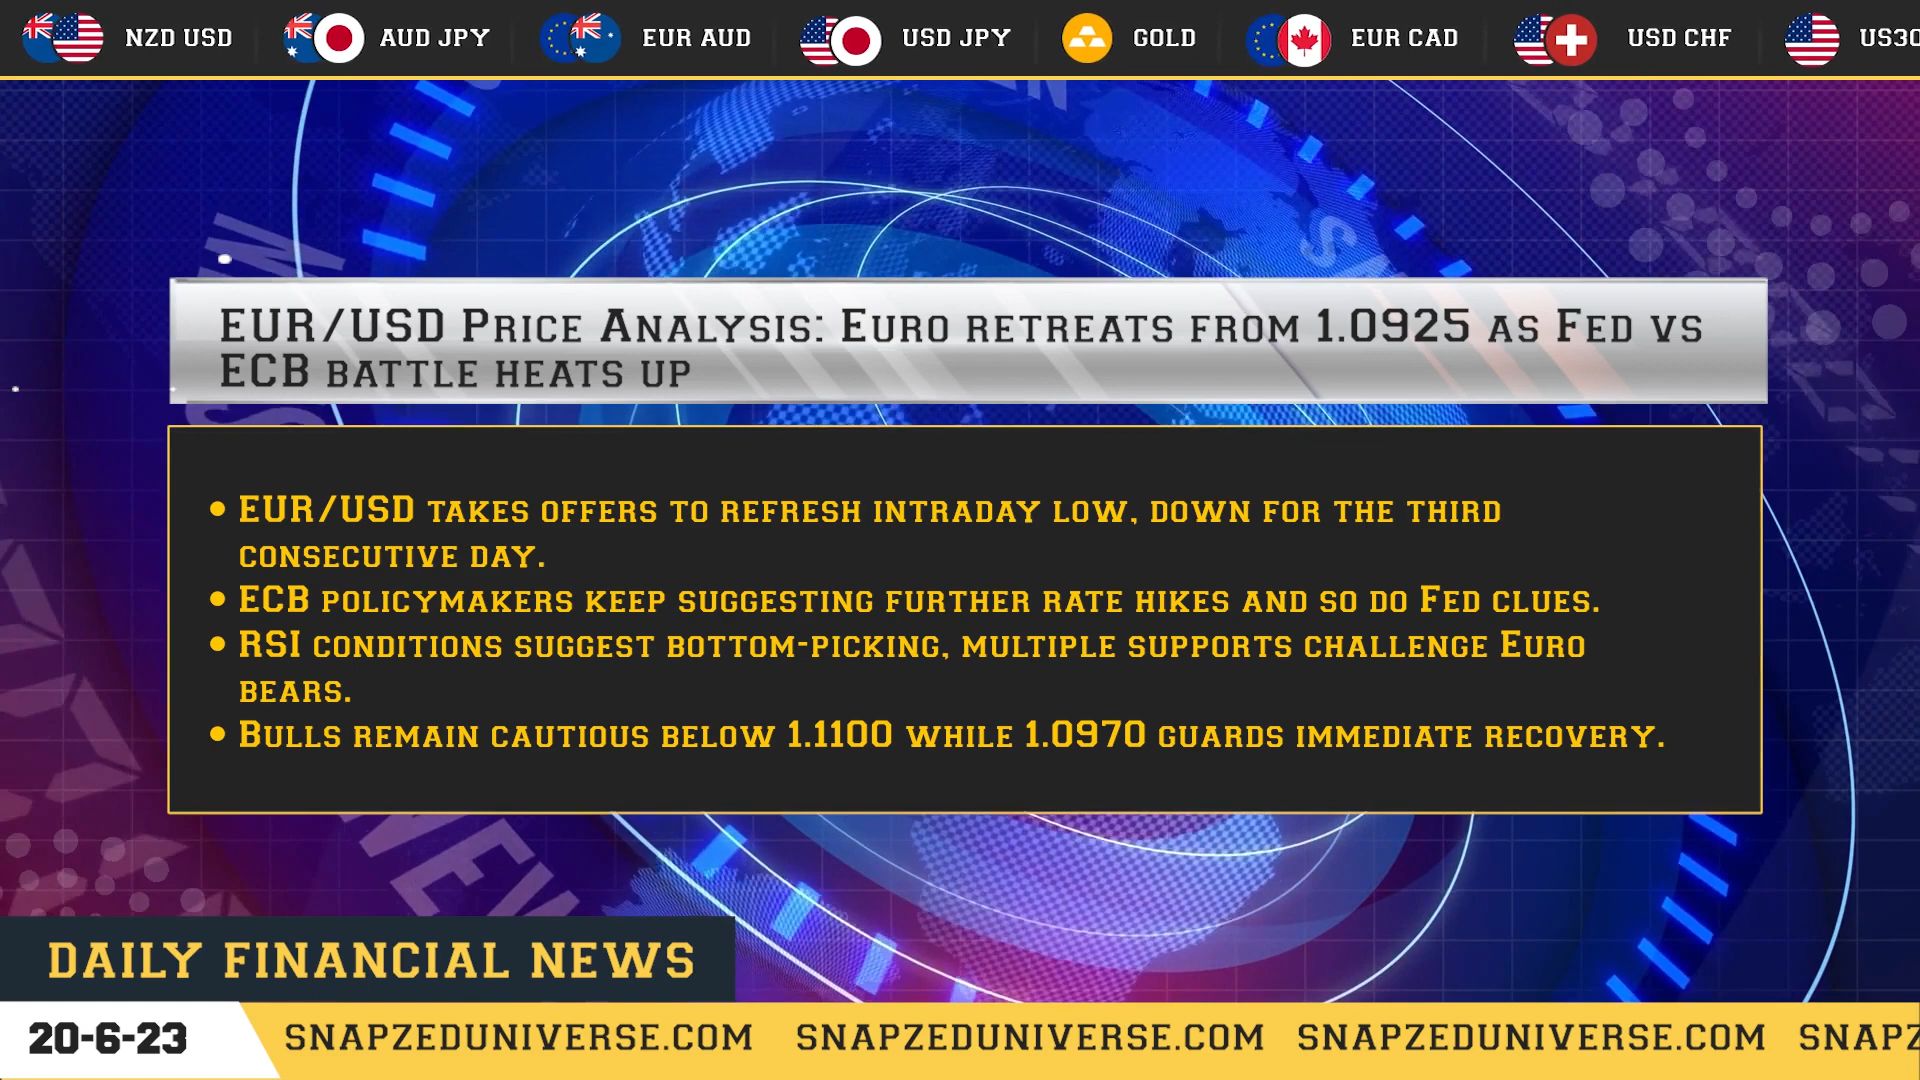 NZD USD AUD JPY EUR AUD USD JPY GOLD EUR CAD USD CHF US30
EUR/USD Price Analysis: Euro retreats from 1.0925 as Fed vs
ECB battle heats up
• EUR/USD takes offers to refresh intraday low, down for the third
consecutive day.
• ECB policymakers keep suggesting further rate hikes and so do Fed clues.
• RSI conditions suggest bottom-picking, multiple supports challenge Euro
bears.
• Bulls remain cautious below 1.1100 while 1.0970 guards immediate recovery.
DAILY FINANCIAL NEWS
20-6-23 SNAPZEDUNIVERSE.COM SNAPZEDUNIVERSE.COM SNAPZEDUNIVERSE.COM SNAPZ